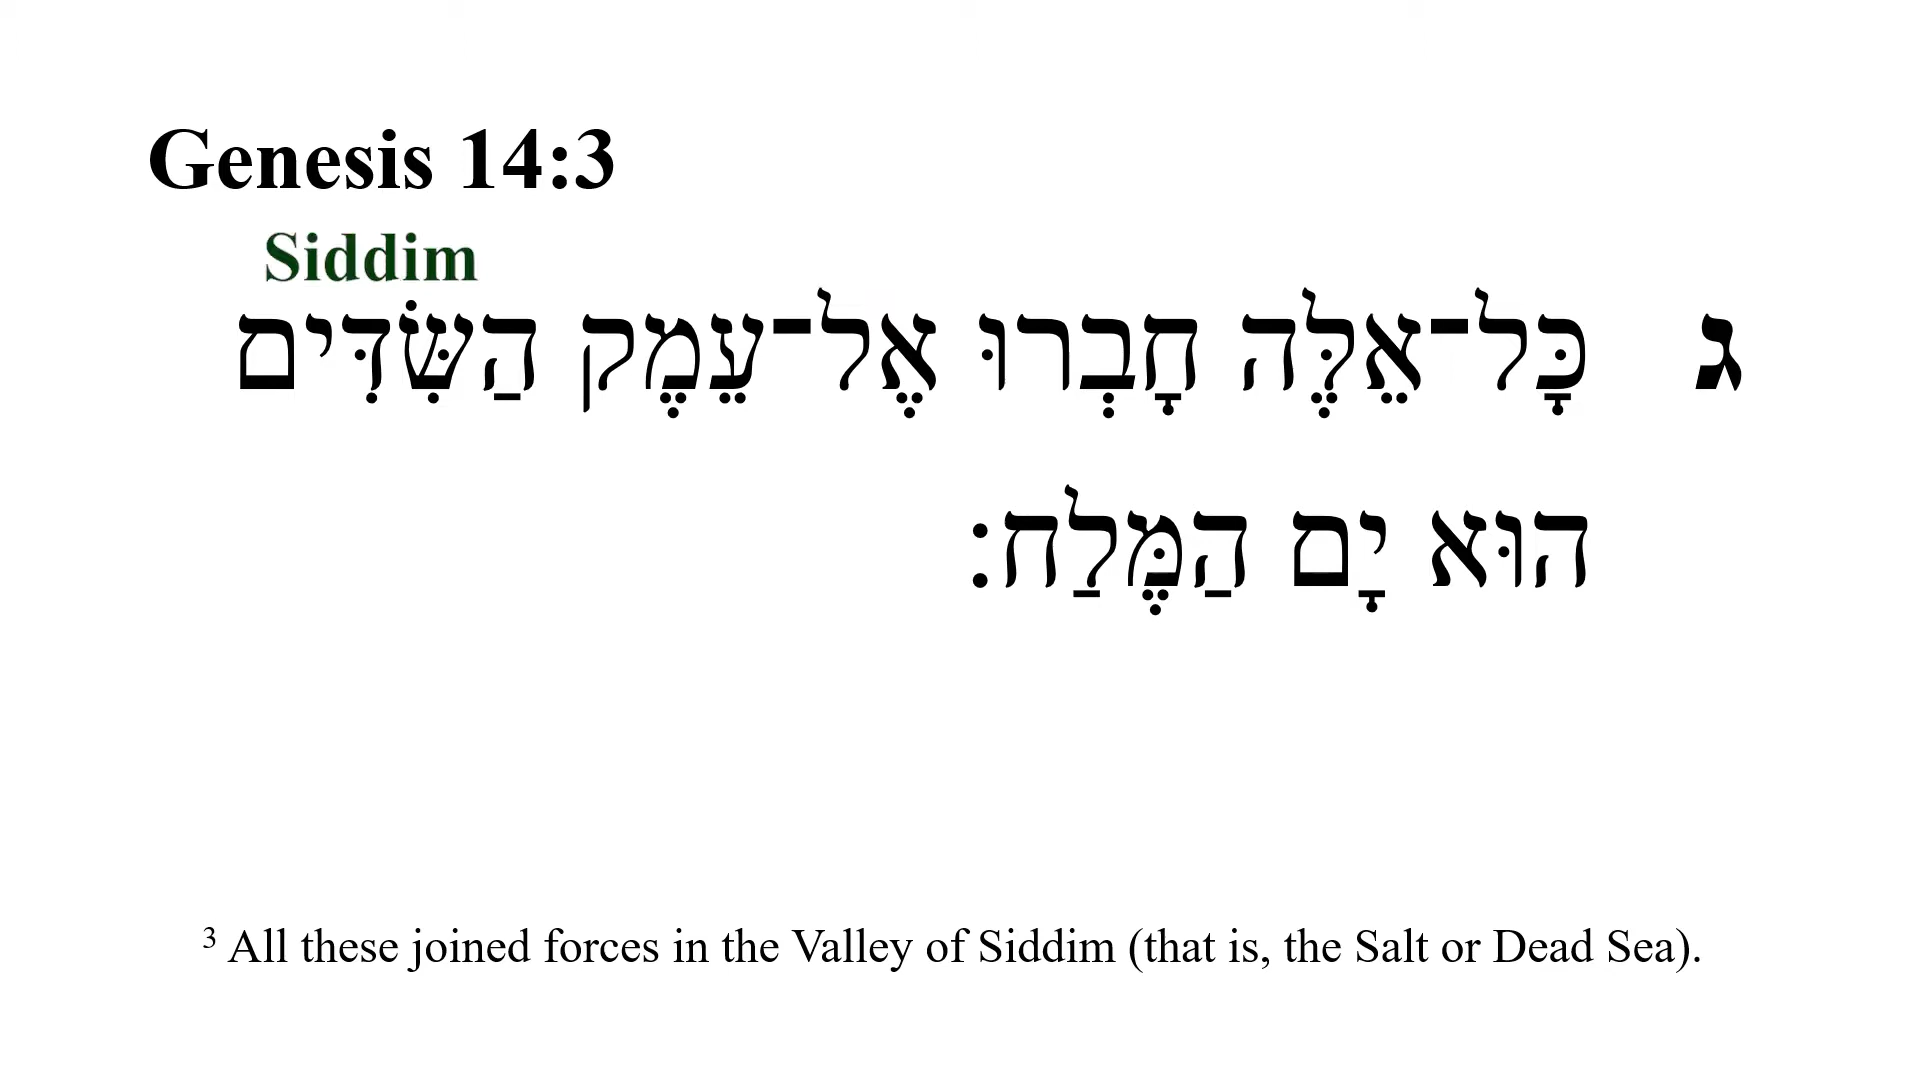 Genesis 14:3
Siddim
ג כָּל־אֵלֶּה חָבְרוּ אֶל־עֵמֶק הַשִּׂדִּים
הוּא יָם הַמֶּלַח׃
³ All these joined forces in the Valley of Siddim (that is, the Salt or Dead Sea).